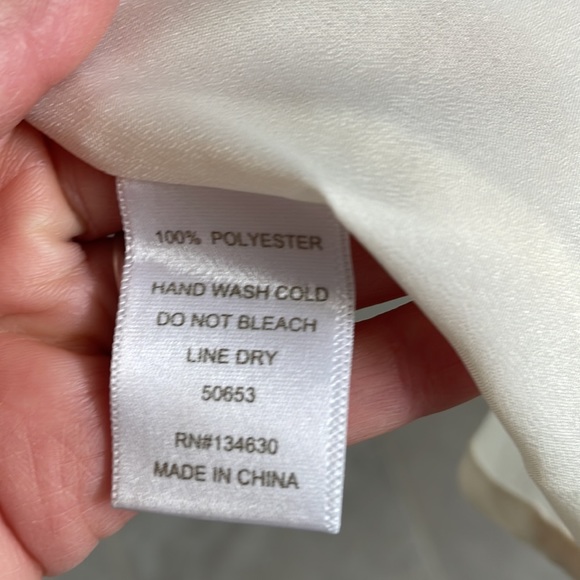 100% POLYESTER
HAND WASH COLD
DO NOT BLEACH
LINE DRY
50653
RN#134630
MADE IN CHINA